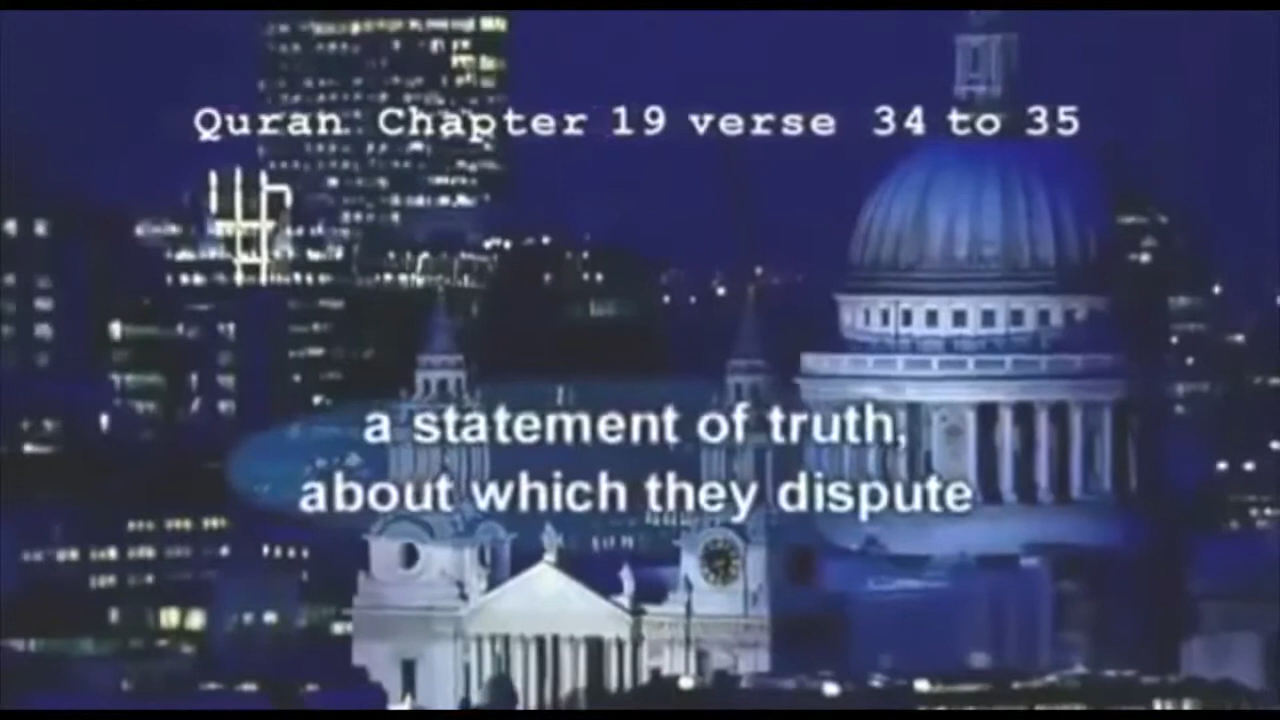 Quran Chapter 19 verse 34 to 35
a statement of truth,
about which they dispute